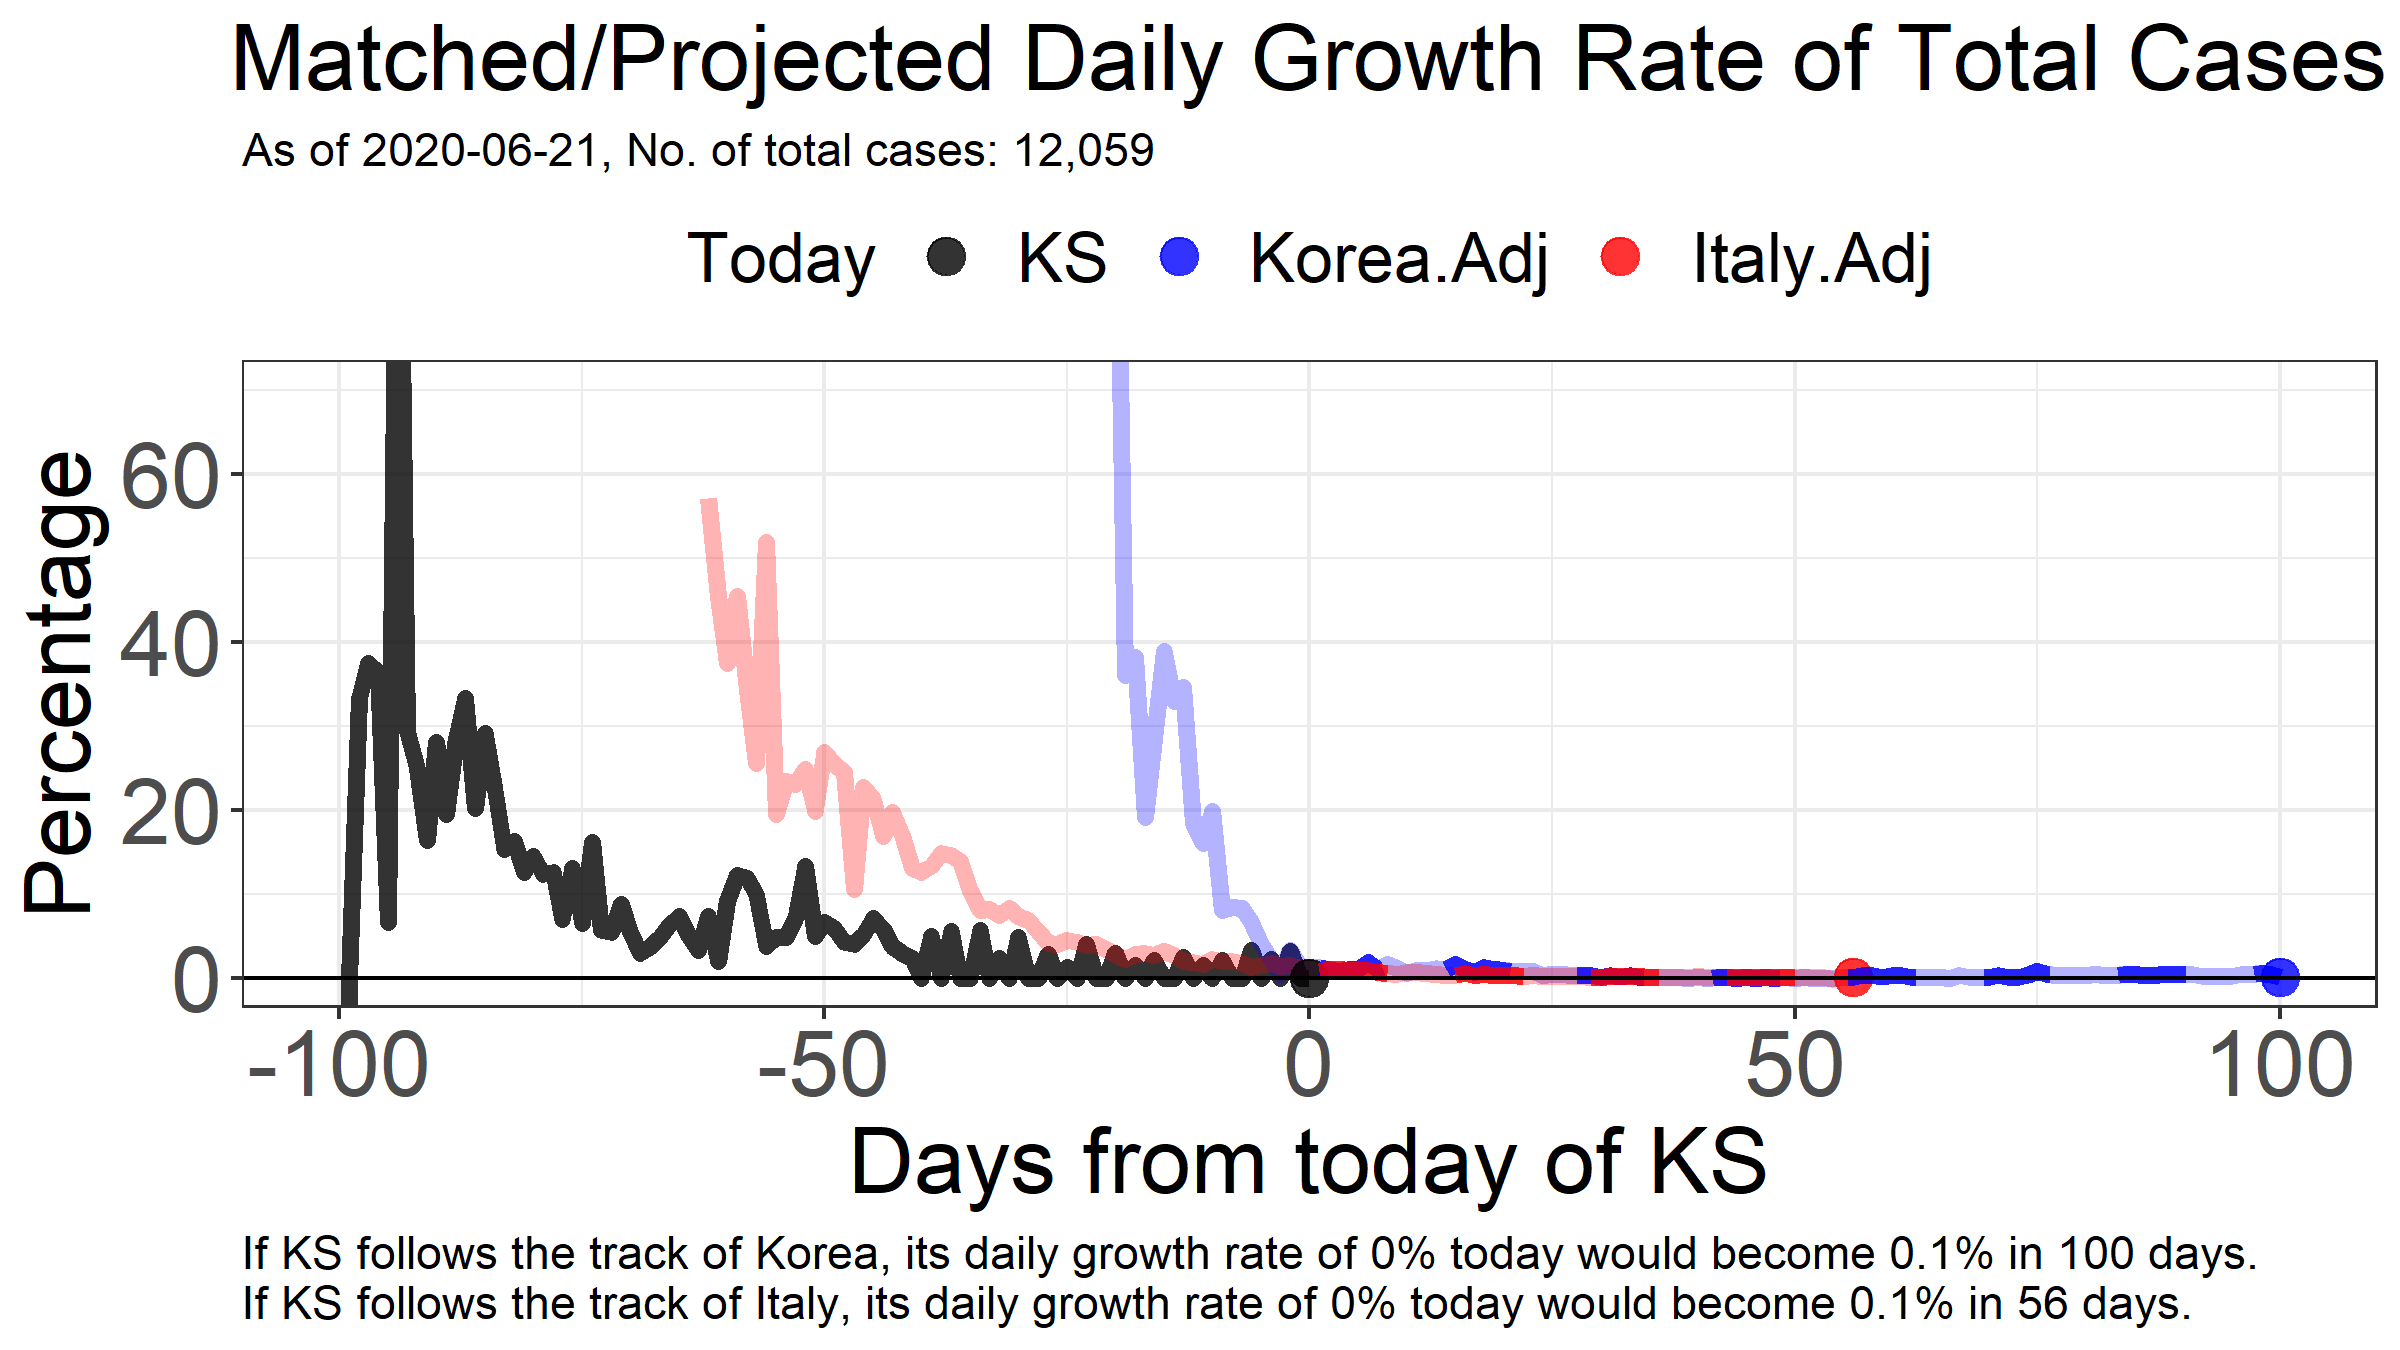 Matched/Projected Daily Growth Rate of Total Cases
As of 2020-06-21, No. of total cases: 12,059
Today KS Korea.Adj Italy.Adj
Percentage
60
40
20
0
-100 -50 0 50 100
Days from today of KS
If KS follows the track of Korea, its daily growth rate of 0% today would become 0.1% in 100 days.
If KS follows the track of Italy, its daily growth rate of 0% today would become 0.1% in 56 days.